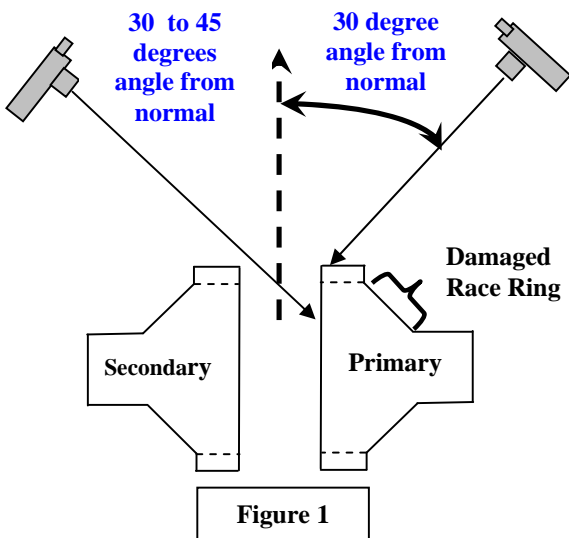 30 to 45
degrees
angle from
normal
30 degree
angle from
normal
Damaged
Race Ring
Secondary
Primary
Figure 1